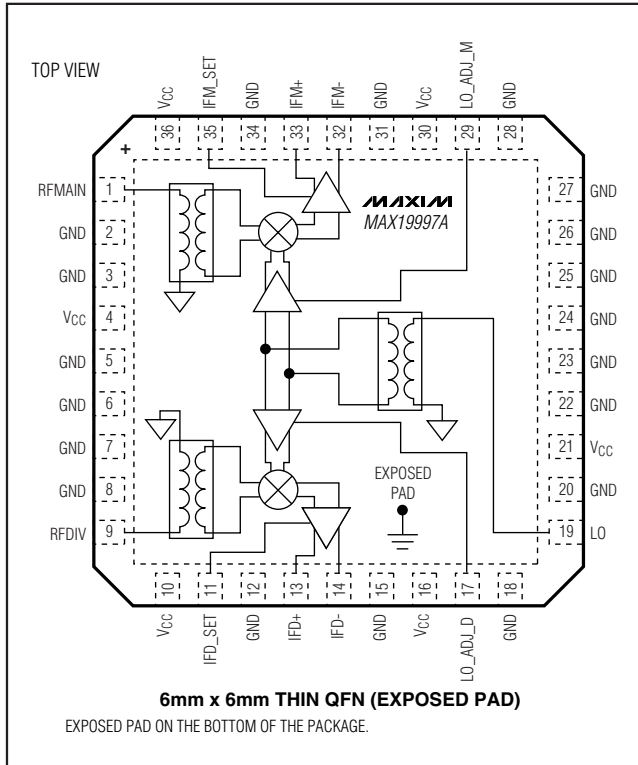 TOP VIEW
VCC
IFM_SET
GND
IFM+
IFM-
GND
VCC
LO_ADJ_M
GND
36
35
34
33
32
31
30
29
28
+
RFMAIN 1
GND 2
GND 3
VCC 4
GND 5
GND 6
GND 7
GND 8
RFDIV 9
MAXIM
MAX19997A
EXPOSED
PAD
27 GND
26 GND
25 GND
24 GND
23 GND
22 GND
21 VCC
20 GND
19 LO
10
11
12
13
14
15
16
17
18
VCC
IFD_SET
GND
IFD+
IFD-
GND
VCC
LO_ADJ_D
GND
6mm x 6mm THIN QFN (EXPOSED PAD)
EXPOSED PAD ON THE BOTTOM OF THE PACKAGE.